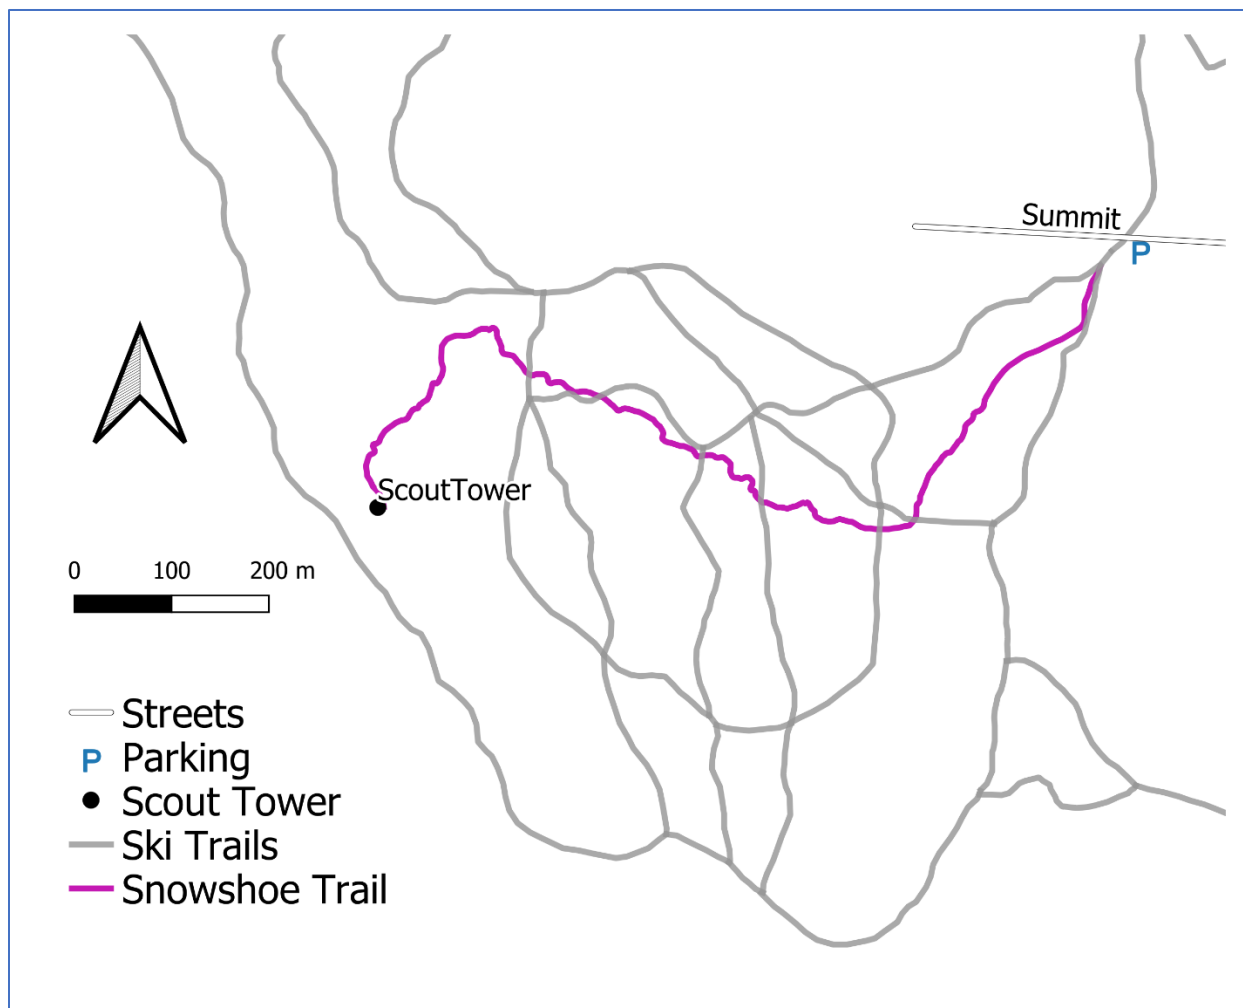 Summit
P
ScoutTower
0 100 200 m
Streets
P Parking
Scout Tower
Ski Trails
Snowshoe Trail